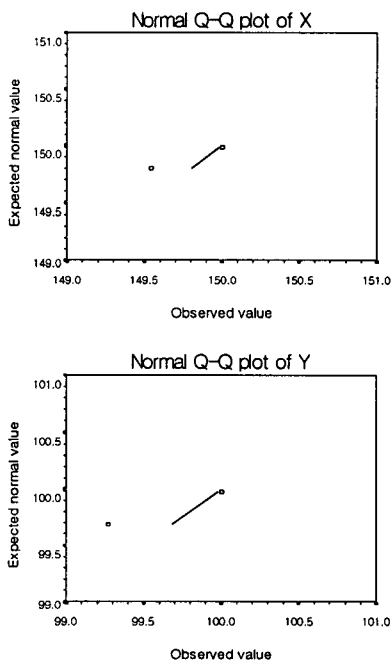 Normal Q-Q plot of X
151.0
150.5
150.0
149.5
149.0
Expected normal value
149.0 149.5 150.0 150.5 151.0
Observed value
Normal Q-Q plot of Y
101.0
100.5
100.0
99.5
99.0
Expected normal value
99.0 99.5 100.0 100.5 101.0
Observed value